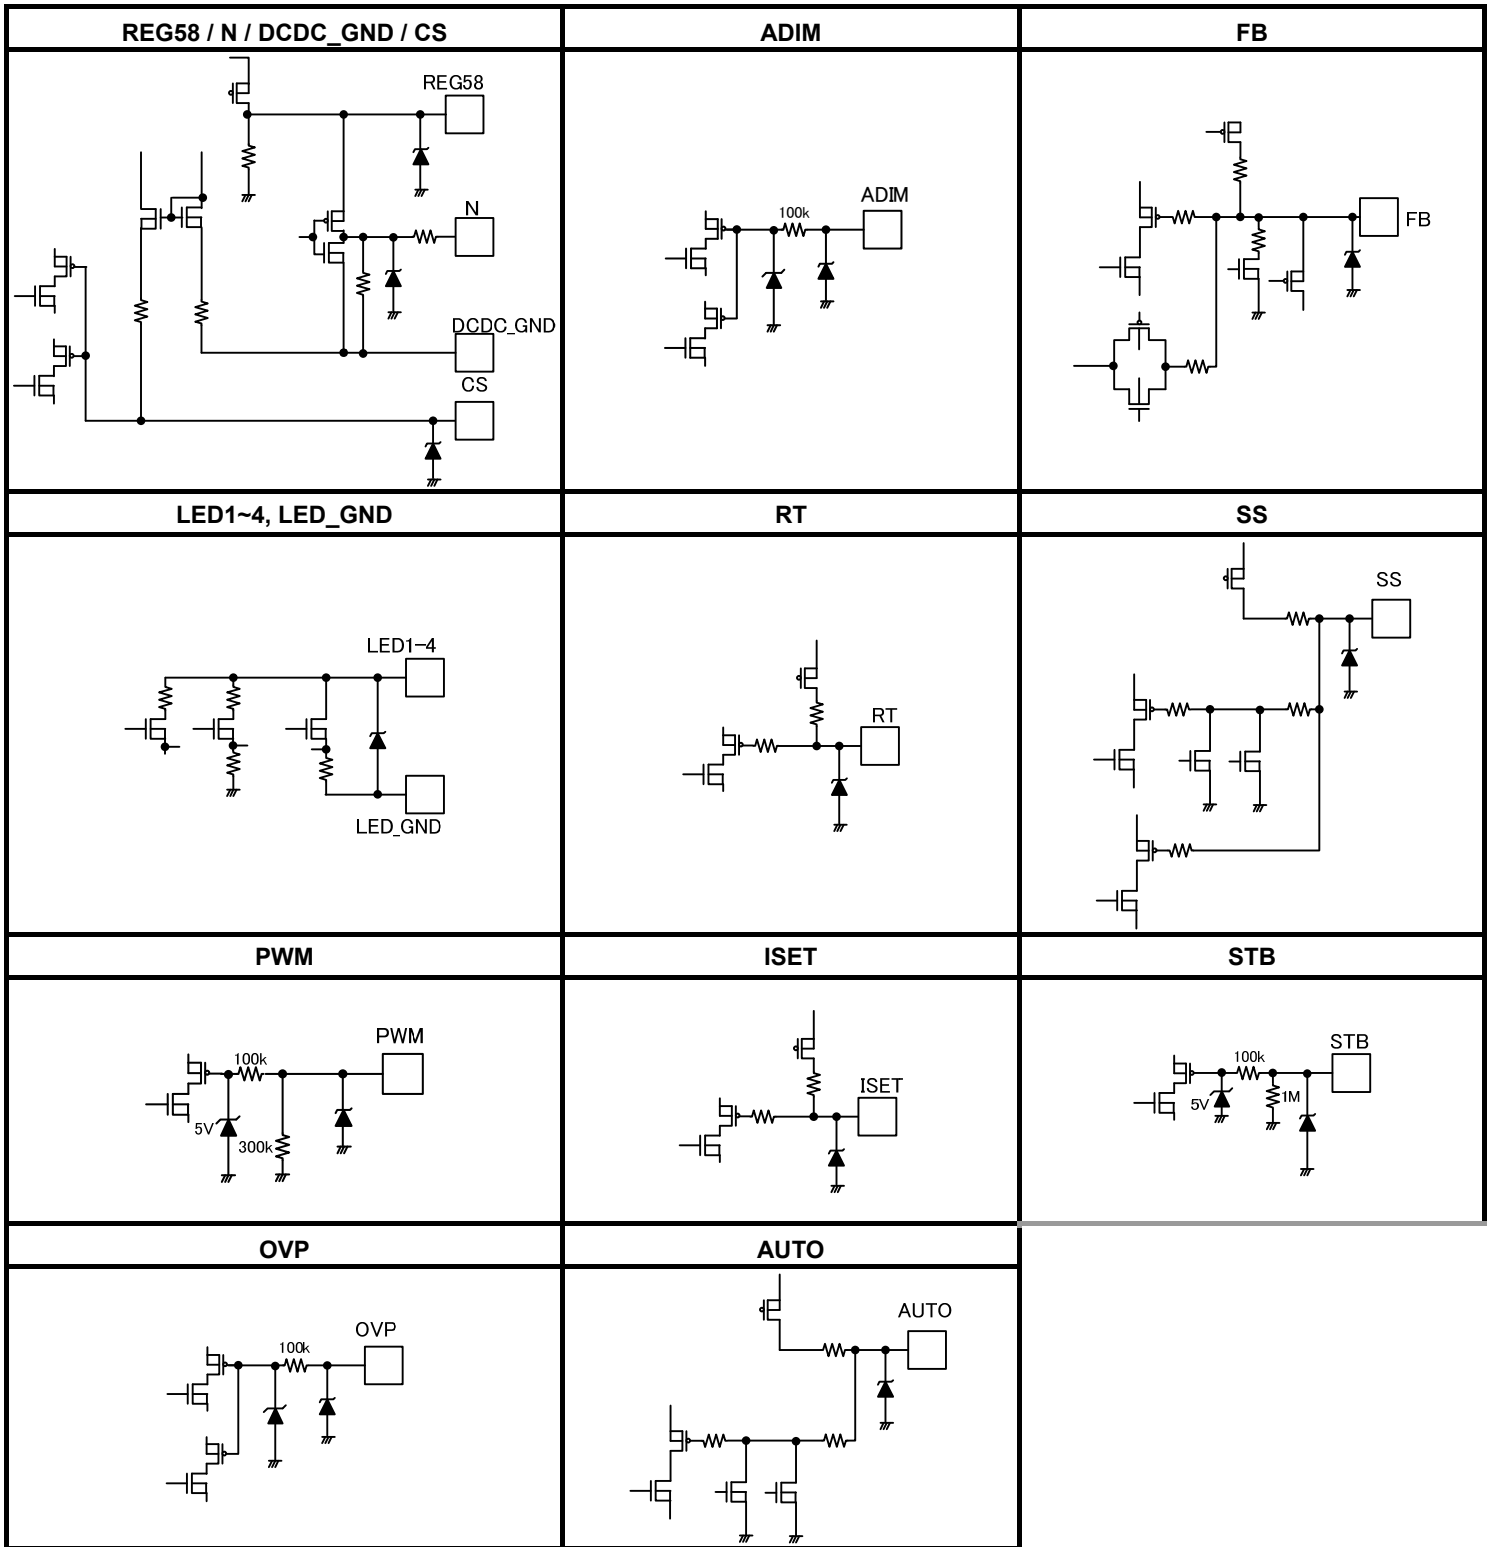 REG58 / N / DCDC_GND / CS
ADIM
FB
REG58
N
DCDC_GND
CS
100k
ADIM
FB
LED1~4, LED_GND
RT
SS
LED1-4
LED_GND
RT
SS
PWM
ISET
STB
PWM
100k
5V
300k
ISET
STB
100k
5V
1M
OVP
AUTO
OVP
100k
AUTO